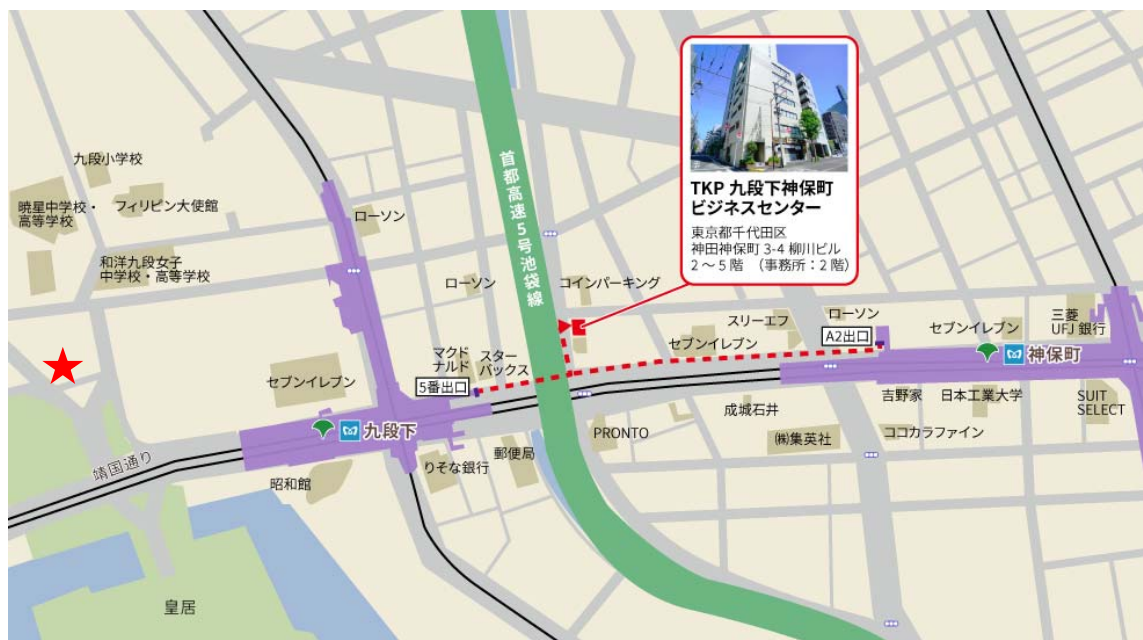 九段小学校
暁星中学校・
高等学校
フィリピン大使館
和洋九段女子
中学校・高等学校
ローソン
首都高速5号池袋線
TKP 九段下神保町
ビジネスセンター
東京都千代田区
神田神保町 3-4 柳川ビル
2～5階 （事務所：2階）
ローソン
コインパーキング
スリーエフ
ローソン
A2出口
セブンイレブン
三菱
UFJ 銀行
セブンイレブン
神保町
マクド
ナルド
スター
バックス
セブンイレブン
5番出口
九段下
吉野家
日本工業大学
SUIT
SELECT
成城石井
PRONTO
㈱集英社
ココカラファイン
郵便局
りそな銀行
昭和館
靖国通り
皇居